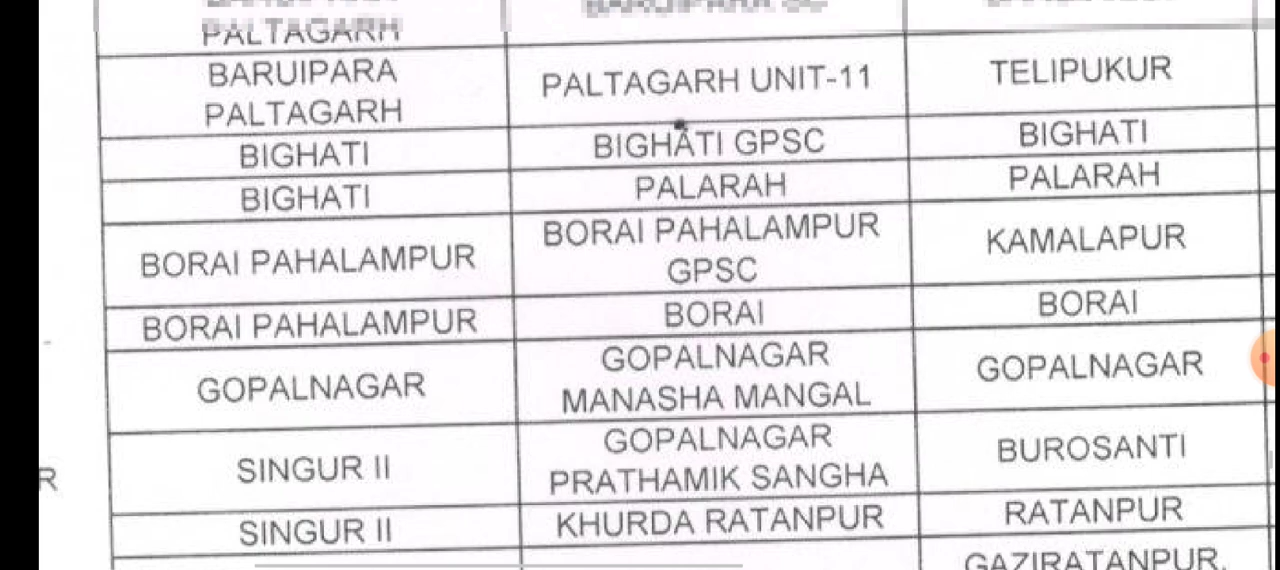 PALTAGARH
BARUIPARA
PALTAGARH
PALTAGARH UNIT-11
TELIPUKUR
BIGHATI
BIGHATI GPSC
BIGHATI
BIGHATI
PALARAH
PALARAH
BORAI PAHALAMPUR
BORAI PAHALAMPUR
GPSC
KAMALAPUR
BORAI PAHALAMPUR
BORAI
BORAI
GOPALNAGAR
GOPALNAGAR
MANASHA MANGAL
GOPALNAGAR
R
SINGUR II
GOPALNAGAR
PRATHAMIK SANGHA
BUROSANTI
SINGUR II
KHURDA RATANPUR
RATANPUR
GAZIRATANPUR,